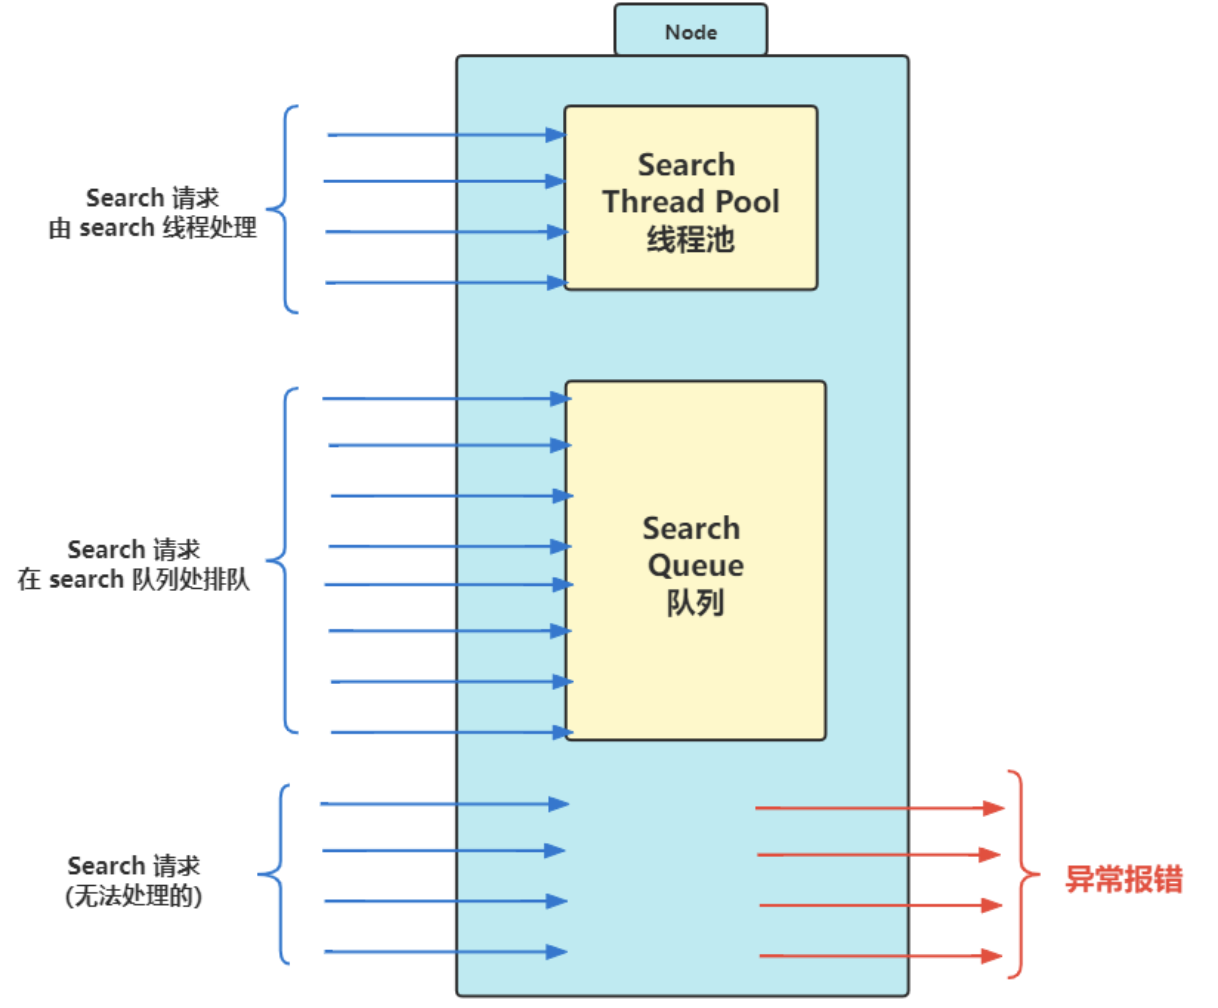 Node
Search
Thread Pool
线程池
Search 请求
由 search 线程处理
Search
Queue
队列
Search 请求
在 search 队列处排队
Search 请求
(无法处理的)
异常报错